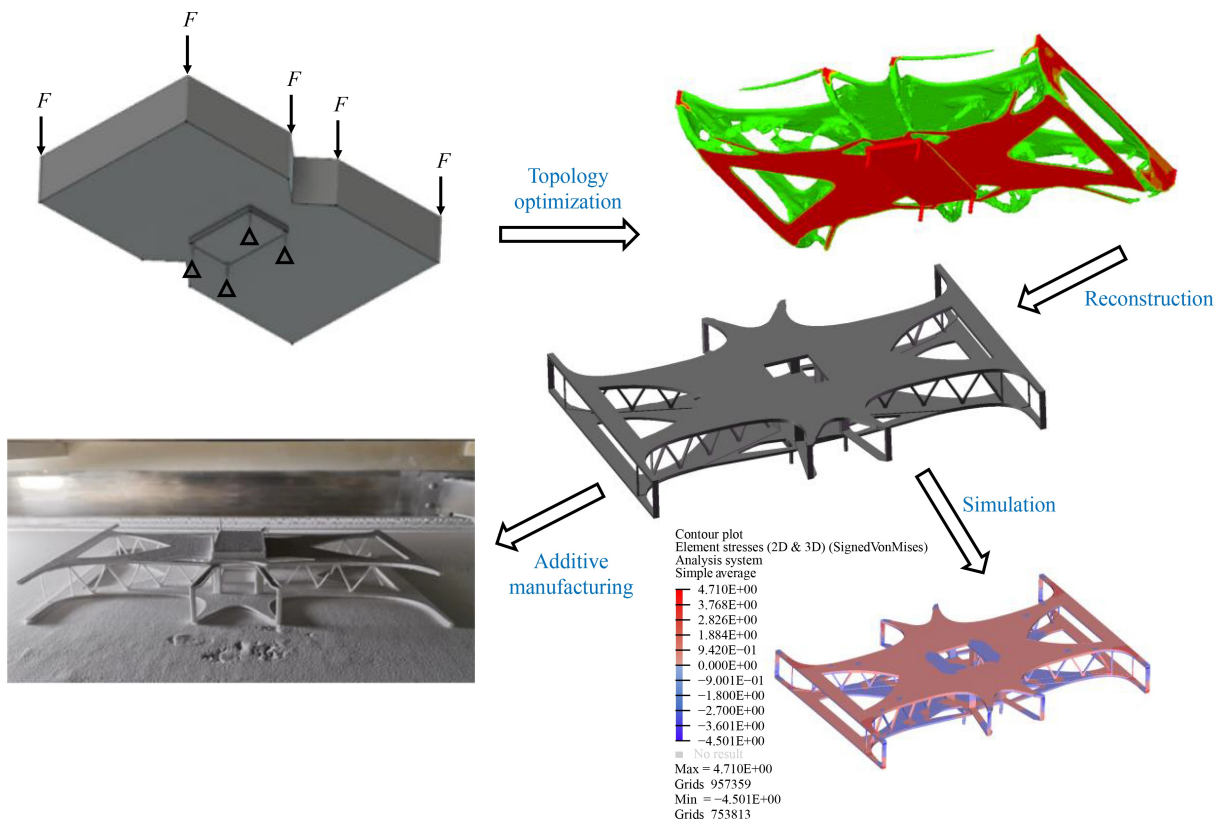 F
F
F
F
F
Topology
optimization
Reconstruction
Simulation
Additive
manufacturing
Contour plot
Element stresses (2D & 3D) (SignedVonMises)
Analysis system
Simple average
4.710E+00
3.768E+00
2.826E+00
1.884E+00
9.420E−01
0.000E+00
−9.001E−01
−1.800E+00
−2.700E+00
−3.601E+00
−4.501E+00
No result
Max = 4.710E+00
Grids 957359
Min = −4.501E+00
Grids 753813